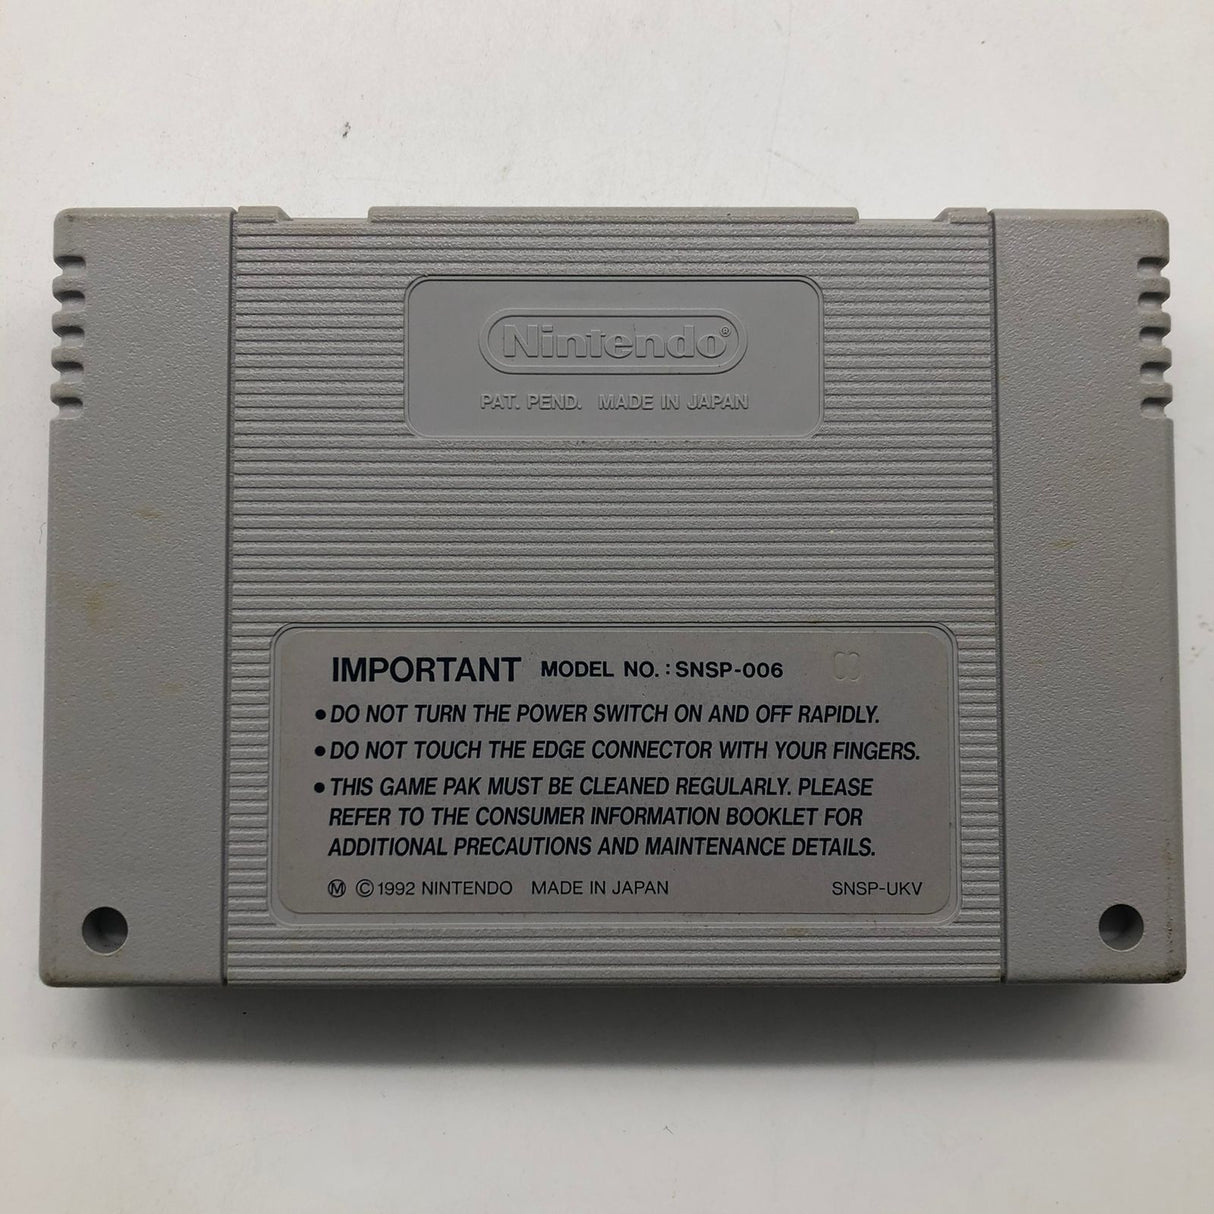 Nintendo®
PAT. PEND. MADE IN JAPAN
IMPORTANT MODEL NO.: SNSP-006
• DO NOT TURN THE POWER SWITCH ON AND OFF RAPIDLY.
• DO NOT TOUCH THE EDGE CONNECTOR WITH YOUR FINGERS.
• THIS GAME PAK MUST BE CLEANED REGULARLY. PLEASE
REFER TO THE CONSUMER INFORMATION BOOKLET FOR
ADDITIONAL PRECAUTIONS AND MAINTENANCE DETAILS.
Ⓜ © 1992 NINTENDO MADE IN JAPAN SNSP-UKV